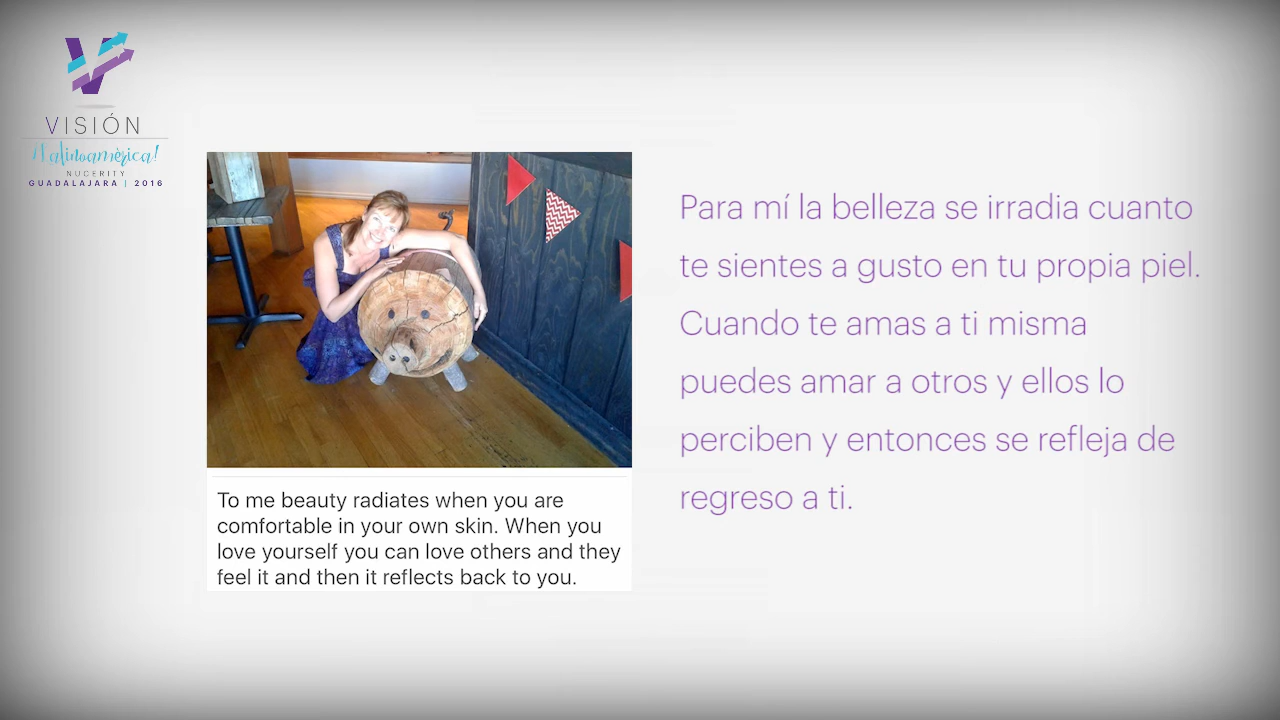 VISIÓN
¡Latinoamérica!
NUCERITY
GUADALAJARA | 2016
To me beauty radiates when you are
comfortable in your own skin. When you
love yourself you can love others and they
feel it and then it reflects back to you.
Para mí la belleza se irradia cuanto
te sientes a gusto en tu propia piel.
Cuando te amas a ti misma
puedes amar a otros y ellos lo
perciben y entonces se refleja de
regreso a ti.